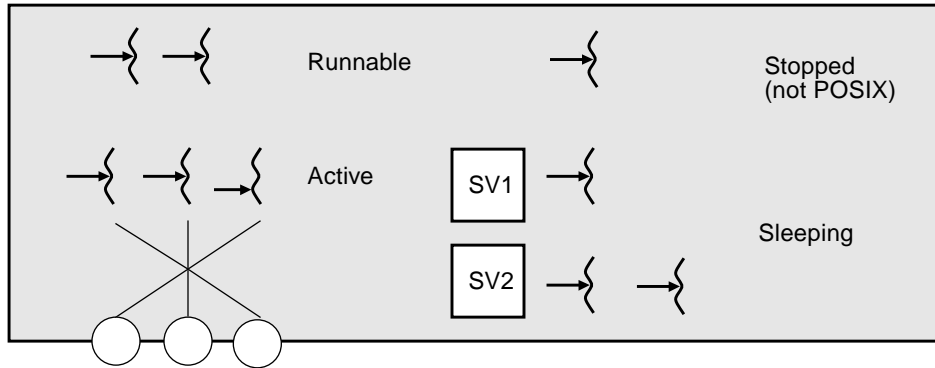 Runnable
Stopped
(not POSIX)
Active
SV1
Sleeping
SV2